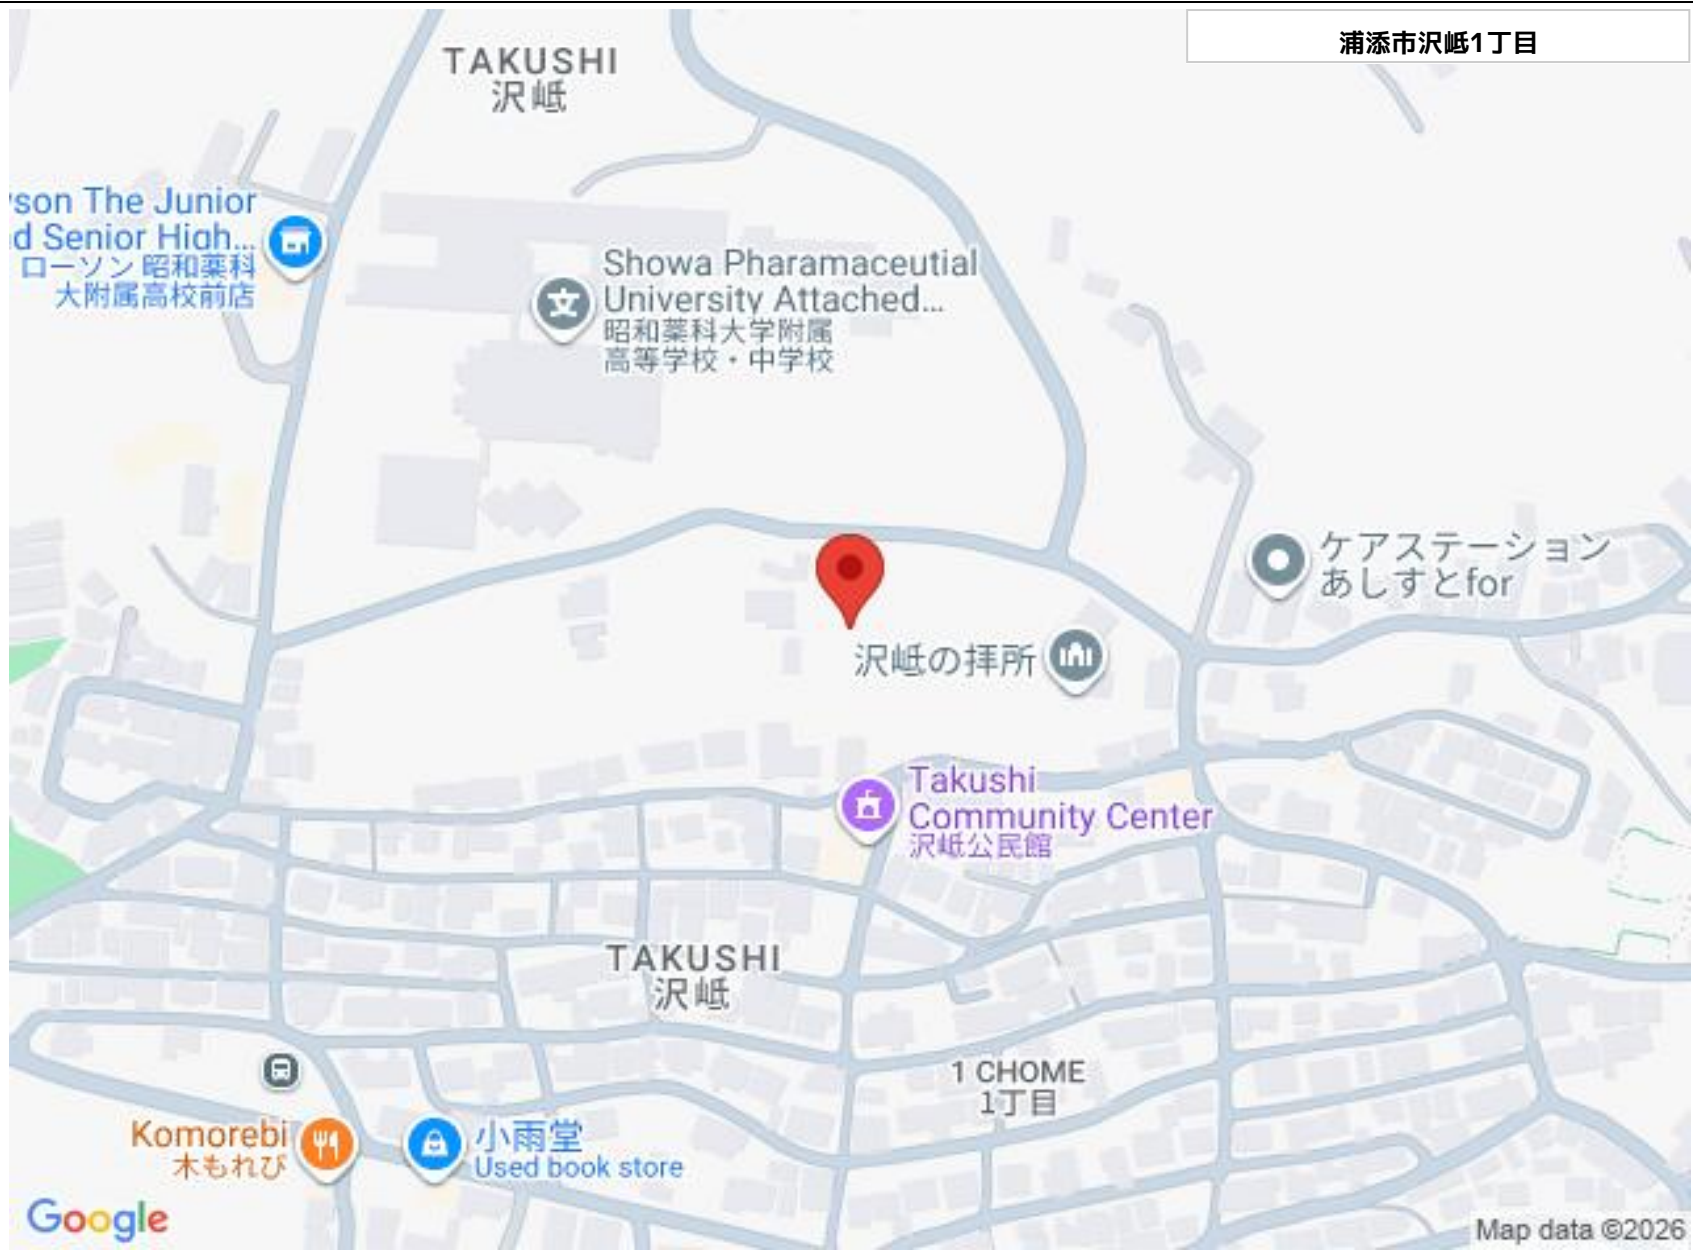 浦添市沢岻1丁目
TAKUSHI
沢岻
son The Junior
d Senior High...
ローソン 昭和薬科
大附属高校前店
Showa Pharamaceutial
University Attached...
昭和薬科大学附属
高等学校・中学校
ケアステーション
あしすとfor
沢岻の拝所
Takushi
Community Center
沢岻公民館
TAKUSHI
沢岻
1 CHOME
1丁目
Komorebi
木もれび
小雨堂
Used book store
Google
Map data ©2026